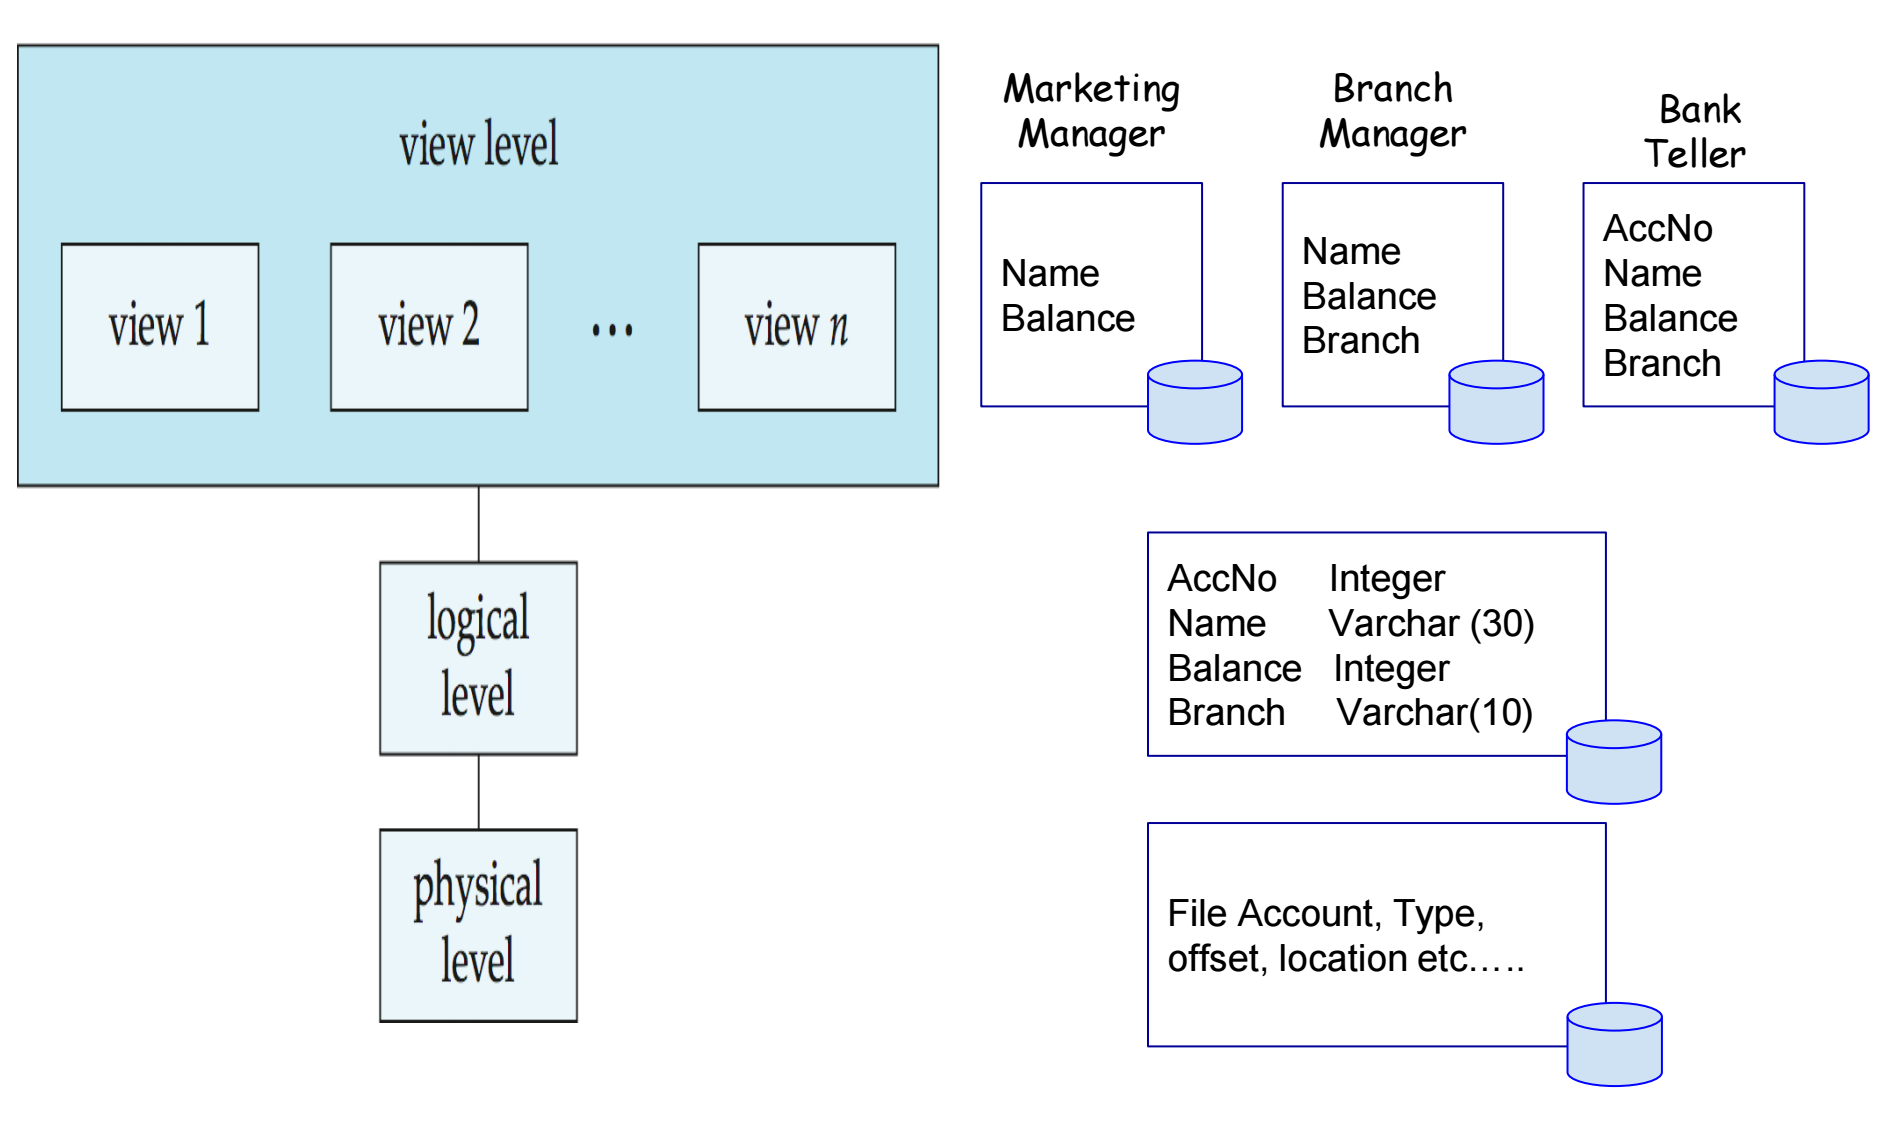 view level
view 1
view 2
...
view n
logical
level
physical
level
Marketing
Manager
Name
Balance
Branch
Manager
Name
Balance
Branch
Bank
Teller
AccNo
Name
Balance
Branch
AccNo Integer
Name Varchar (30)
Balance Integer
Branch Varchar(10)
File Account, Type,
offset, location etc…..